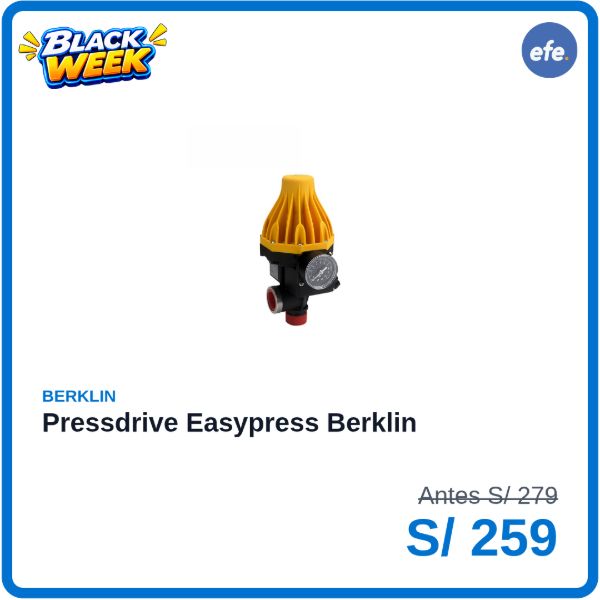 BLACK
WEEK
efe.
BERKLIN
Pressdrive Easypress Berklin
Antes S/ 279
S/ 259